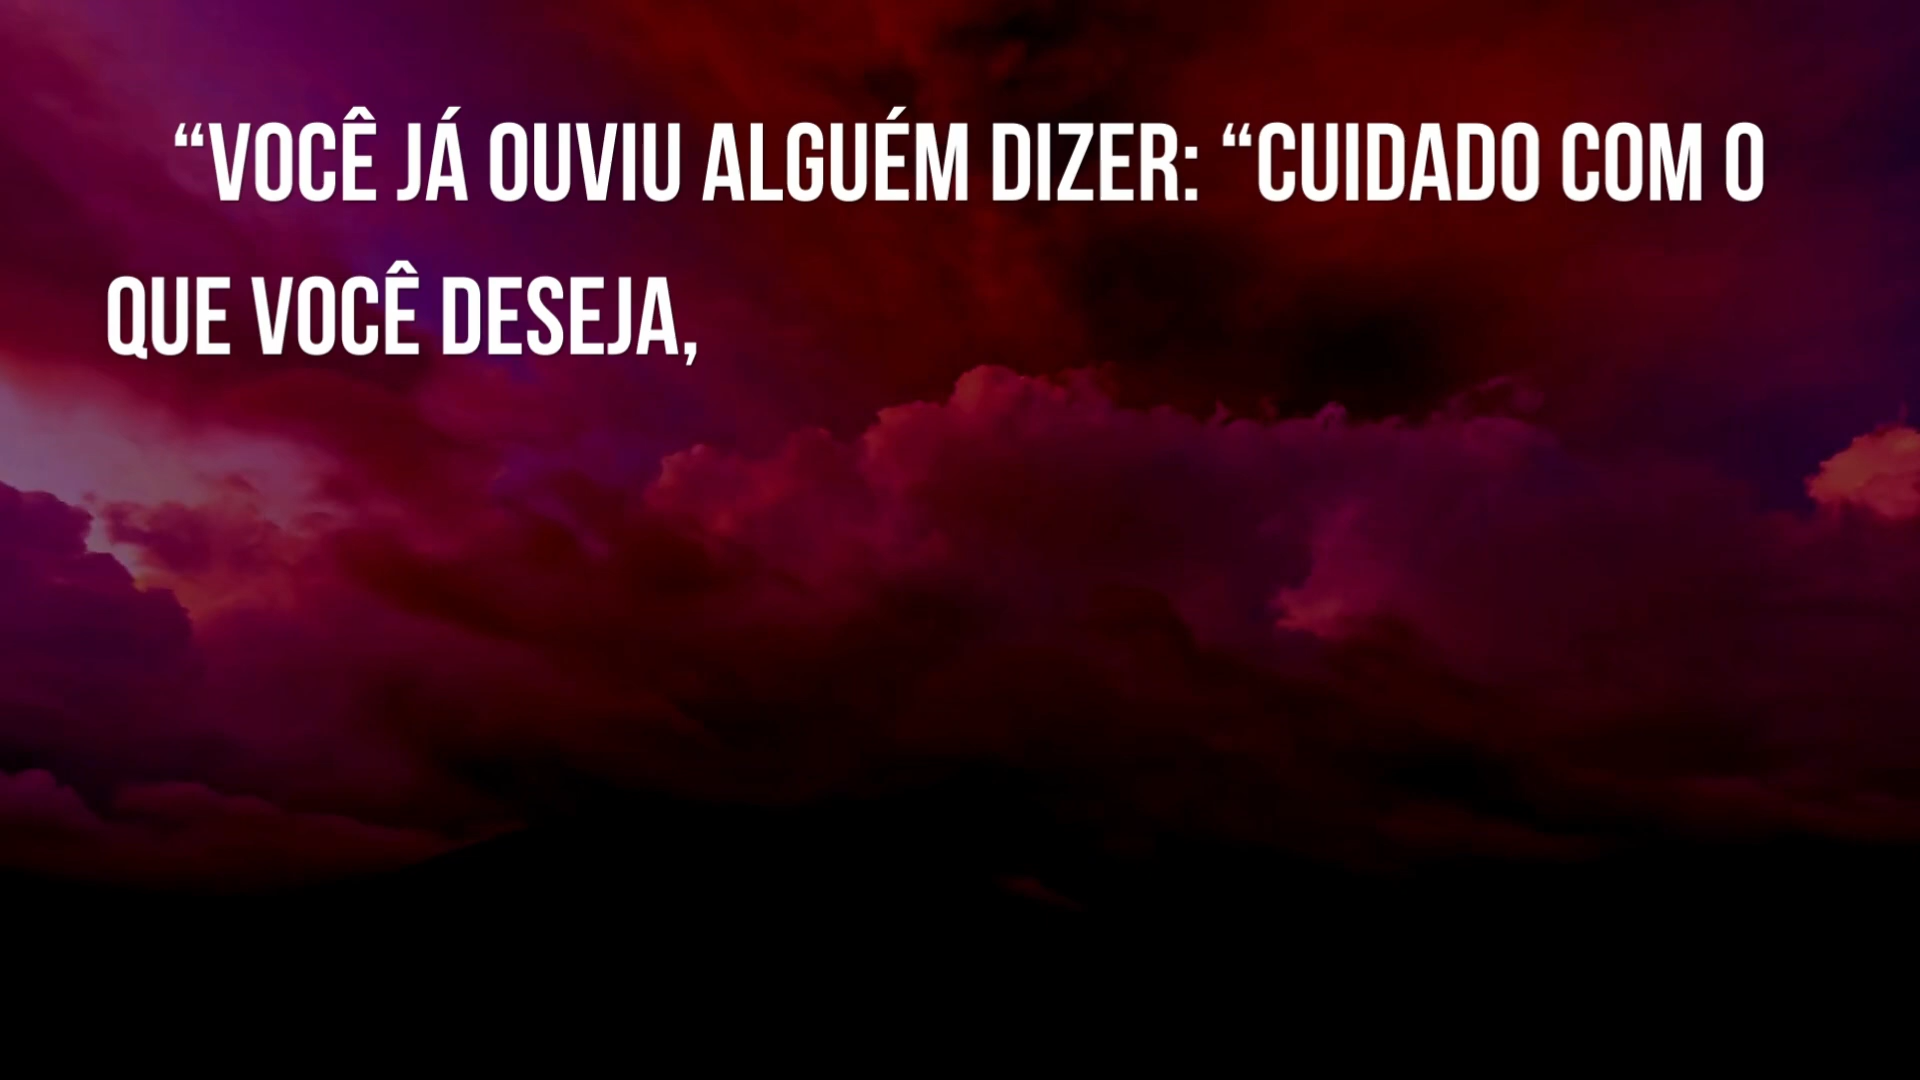 “VOCÊ JÁ OUVIU ALGUÉM DIZER: “CUIDADO COM O
QUE VOCÊ DESEJA,